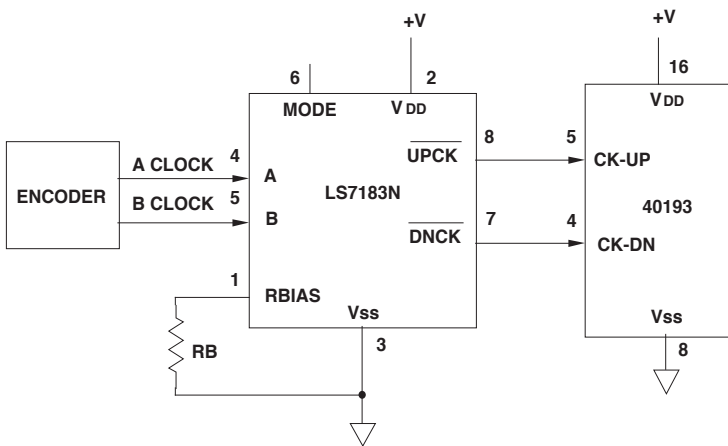 +V
+V
6
2
16
MODE
VDD
VDD
8
5
UPCK
CK-UP
ENCODER
A CLOCK
4
A
B CLOCK
5
B
LS7183N
40193
7
4
DNCK
CK-DN
1
RBIAS
Vss
Vss
3
8
RB